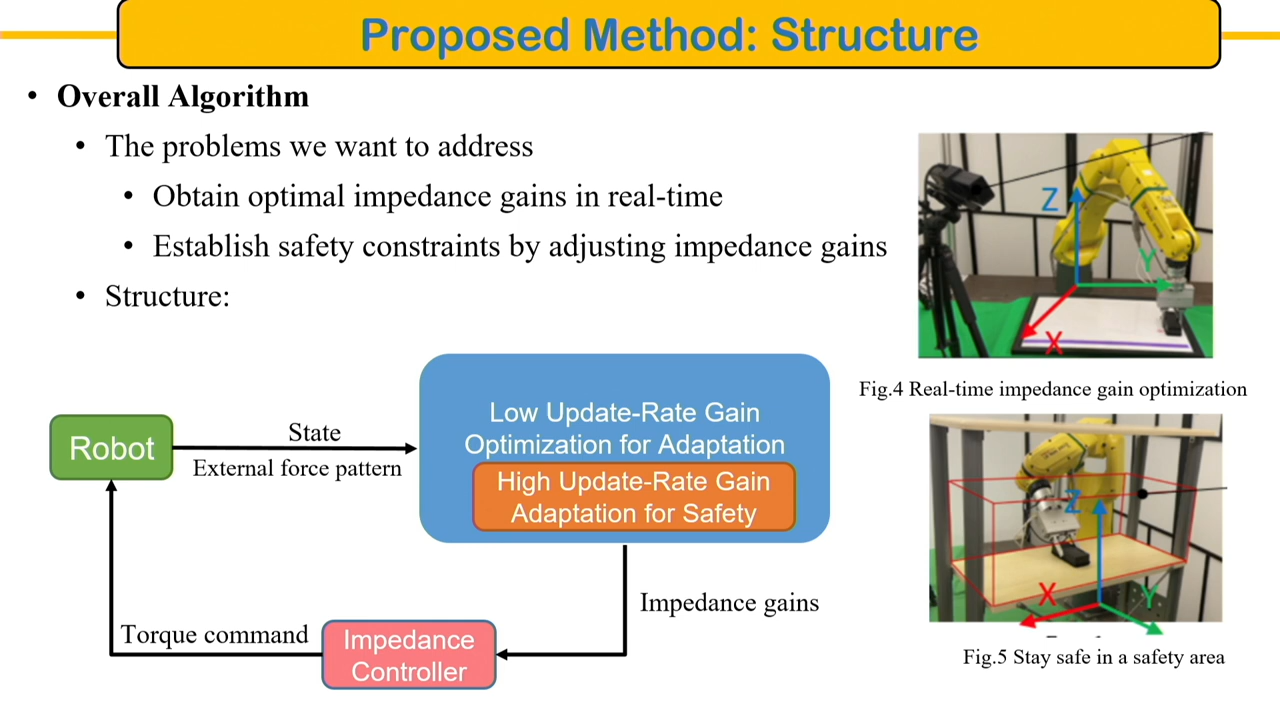 Proposed Method: Structure
• Overall Algorithm
• The problems we want to address
• Obtain optimal impedance gains in real-time
• Establish safety constraints by adjusting impedance gains
• Structure:
Z
Y
X
Fig.4 Real-time impedance gain optimization
Robot
State
External force pattern
Low Update-Rate Gain
Optimization for Adaptation
High Update-Rate Gain
Adaptation for Safety
Impedance gains
Impedance
Controller
Torque command
Z
X
Y
Fig.5 Stay safe in a safety area